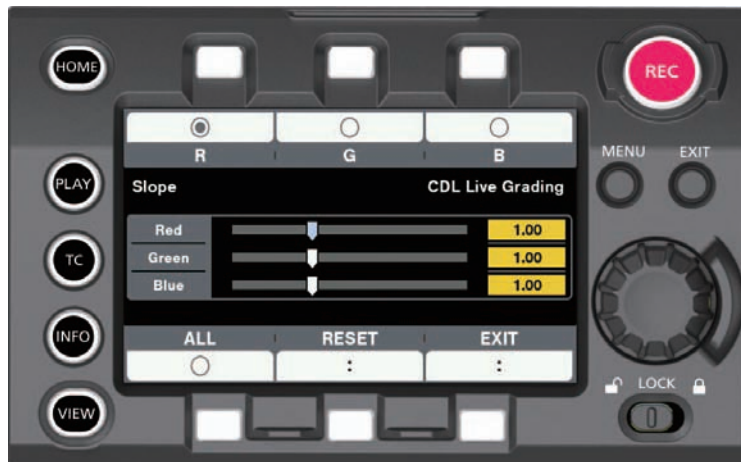 HOME
REC
R G B
MENU EXIT
PLAY
Slope CDL Live Grading
Red 1.00
TC
Green 1.00
Blue 1.00
INFO
ALL RESET EXIT
: :
LOCK
VIEW